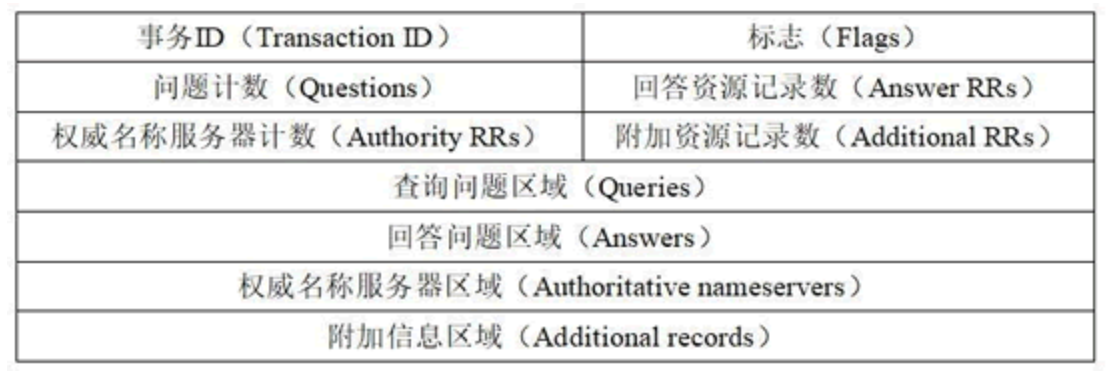 事务ID（Transaction ID）
标志（Flags）
问题计数（Questions）
回答资源记录数（Answer RRs）
权威名称服务器计数（Authority RRs）
附加资源记录数（Additional RRs）
查询问题区域（Queries）
回答问题区域（Answers）
权威名称服务器区域（Authoritative nameservers）
附加信息区域（Additional records）